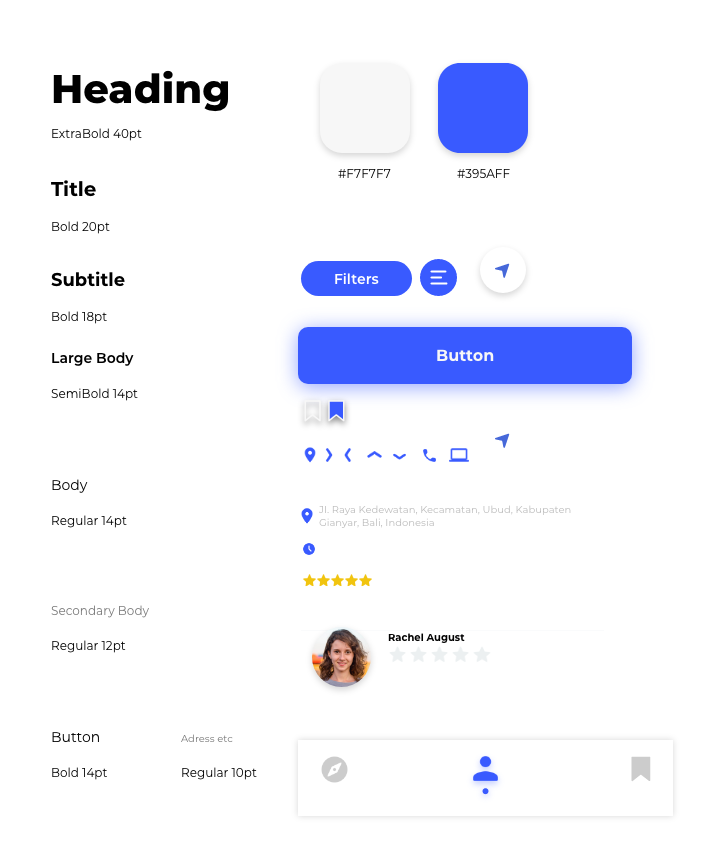 Heading
ExtraBold 40pt
#F7F7F7
#395AFF
Title
Bold 20pt
Subtitle
Bold 18pt
Filters
Large Body
SemiBold 14pt
Button
Body
Regular 14pt
Jl. Raya Kedewatan, Kecamatan, Ubud, Kabupaten
Gianyar, Bali, Indonesia
Secondary Body
Regular 12pt
Rachel August
Button
Bold 14pt
Adress etc
Regular 10pt